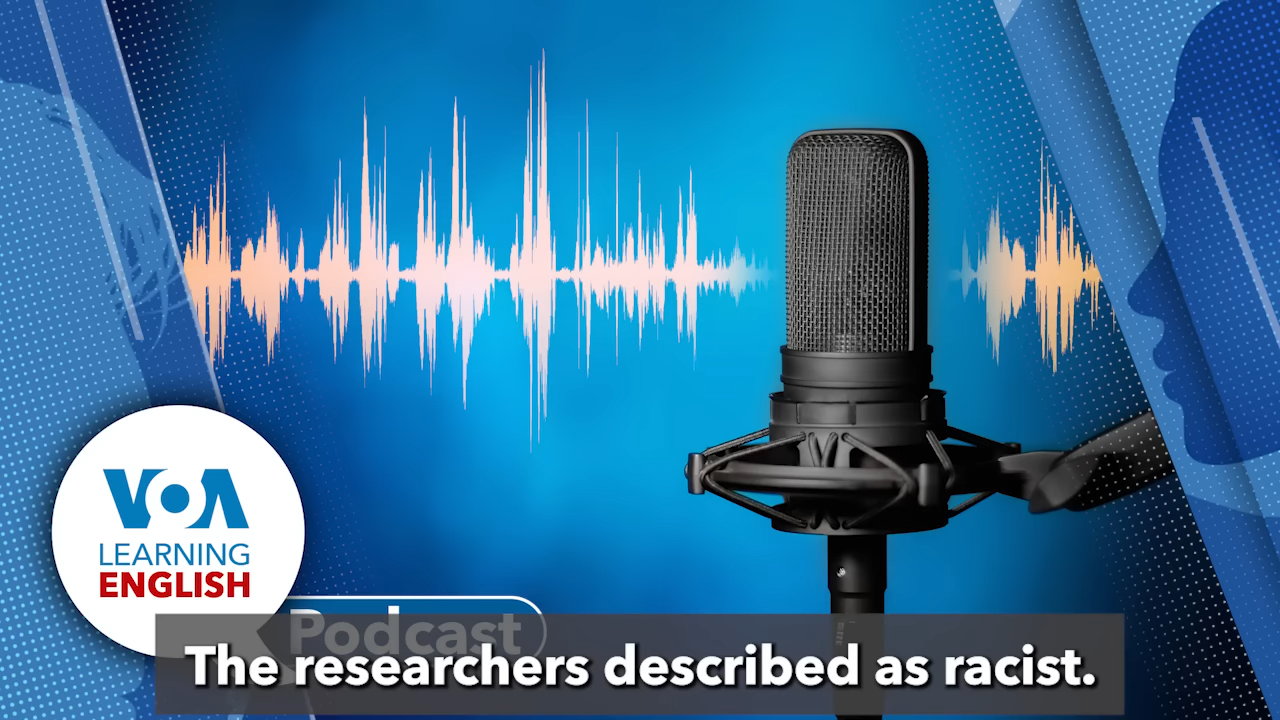 VOA
LEARNING
ENGLISH
Podcast
The researchers described as racist.